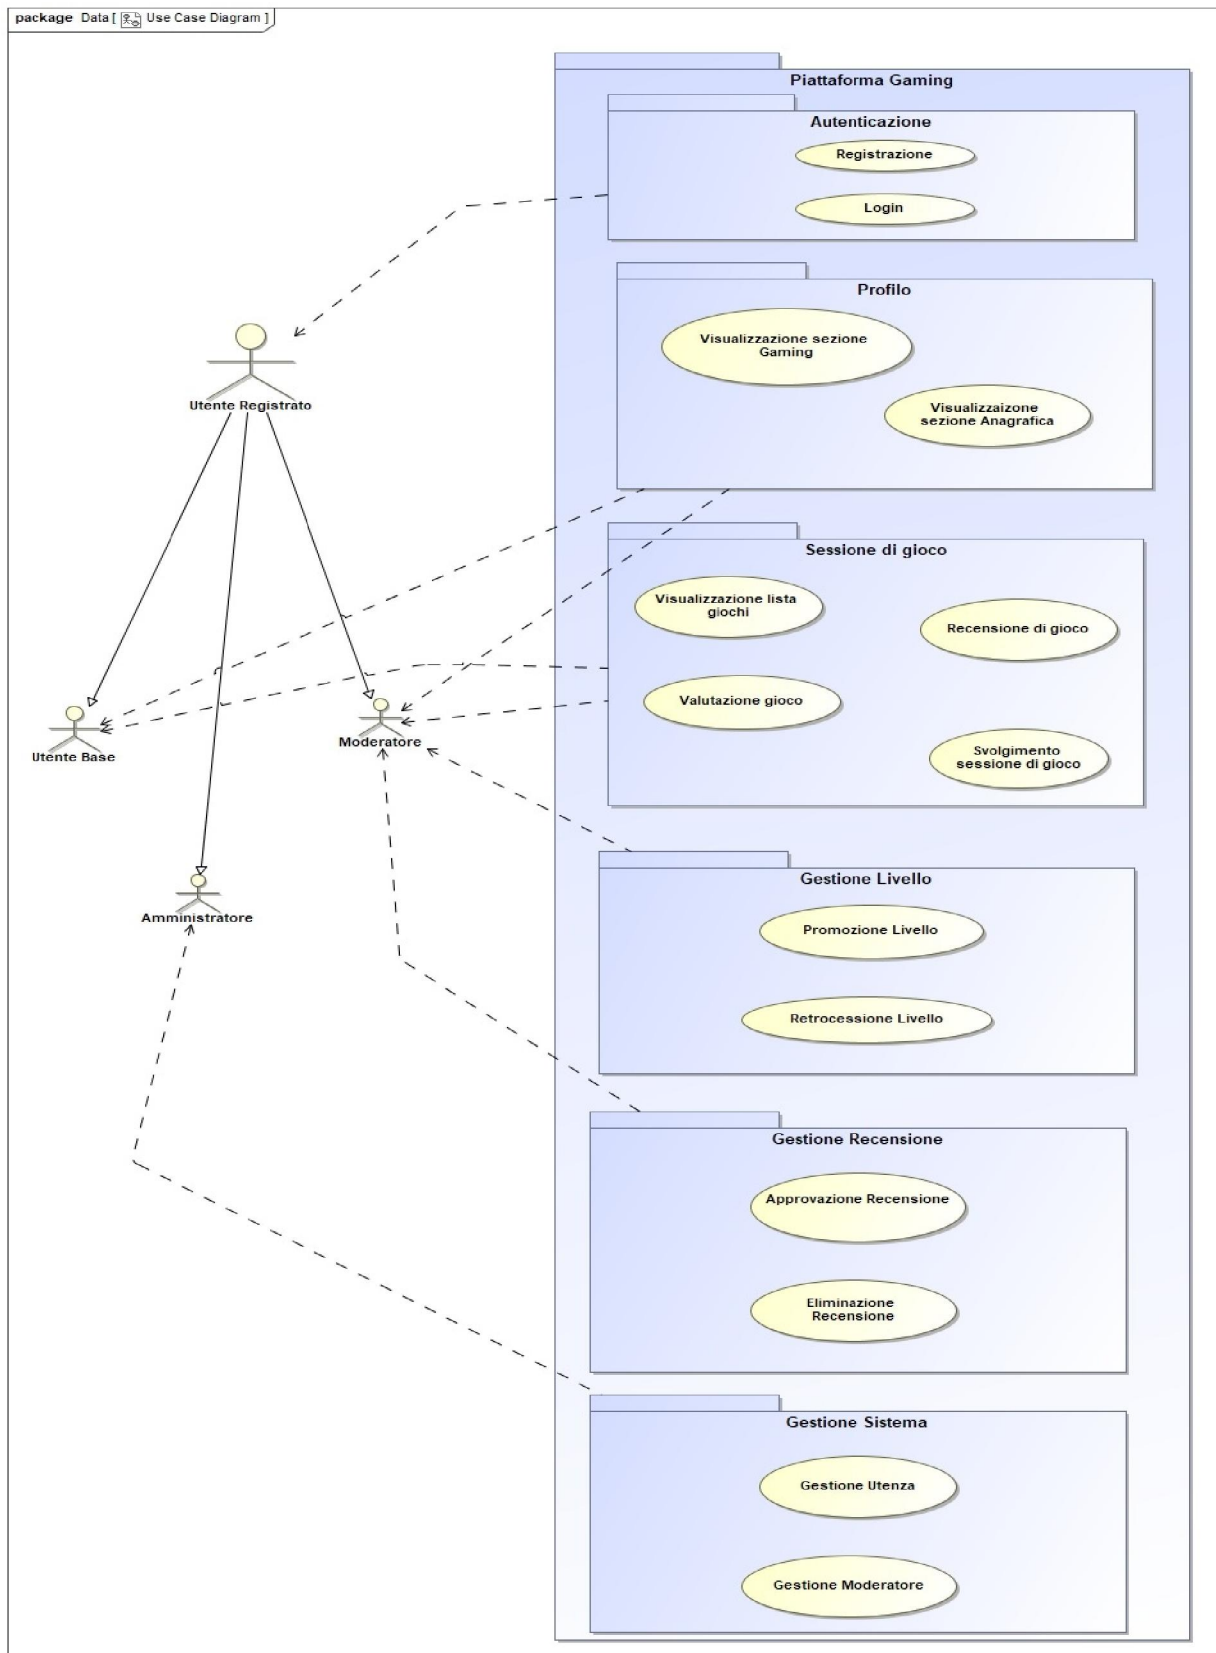 package Data [ Use Case Diagram ]
Piattaforma Gaming
Autenticazione
Registrazione
Login
Profilo
Visualizzazione sezione
Gaming
Visualizzaizone
sezione Anagrafica
Utente Registrato
Sessione di gioco
Visualizzazione lista
giochi
Recensione di gioco
Valutazione gioco
Svolgimento
sessione di gioco
Utente Base
Moderatore
Amministratore
Gestione Livello
Promozione Livello
Retrocessione Livello
Gestione Recensione
Approvazione Recensione
Eliminazione
Recensione
Gestione Sistema
Gestione Utenza
Gestione Moderatore